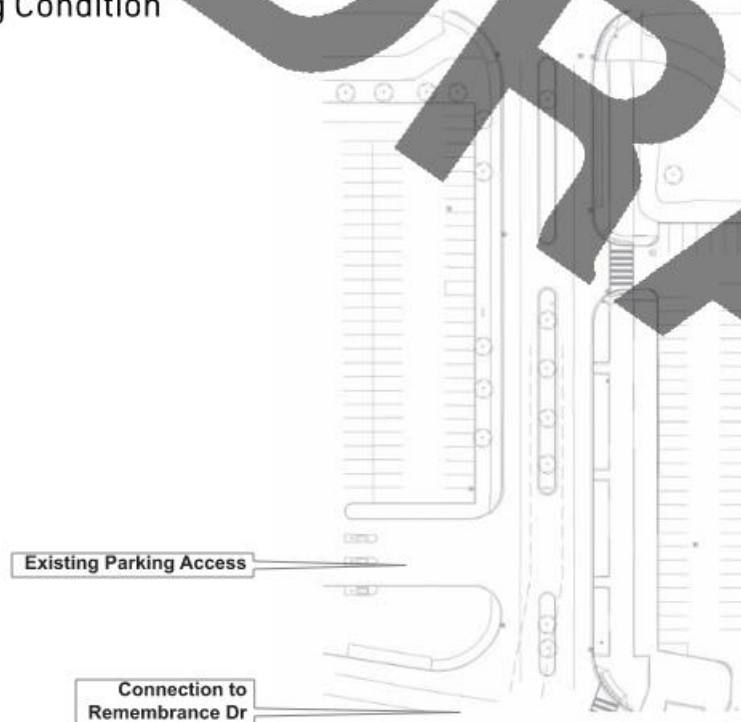 g Condition
Existing Parking Access
Connection to
Remembrance Dr